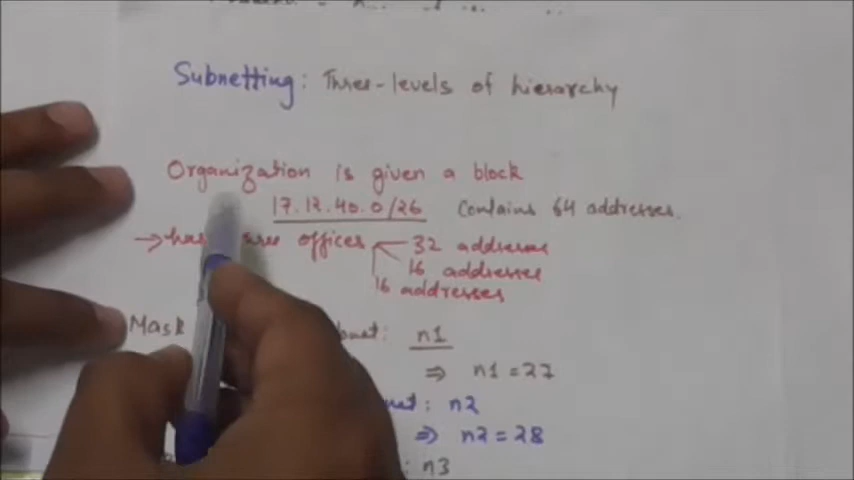 Subnetting: Three-levels of hierarchy
Organization is given a block
17.12.40.0/26 Contains 64 addresses.
→ offices 32 addresses
16 addresses
16 addresses
Mask n1
⇒ n1 = 27
: n2
⇒ n2 = 28
: n3